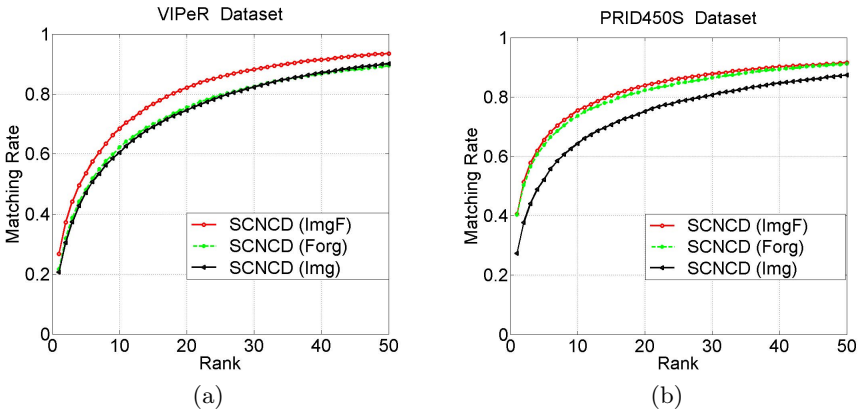 VIPeR Dataset
Matching Rate
1
0.8
0.6
0.4
0.2
0
SCNCD (ImgF)
SCNCD (Forg)
SCNCD (Img)
0 10 20 30 40 50
Rank
(a)
PRID450S Dataset
Matching Rate
1
0.8
0.6
0.4
0.2
0
SCNCD (ImgF)
SCNCD (Forg)
SCNCD (Img)
0 10 20 30 40 50
Rank
(b)